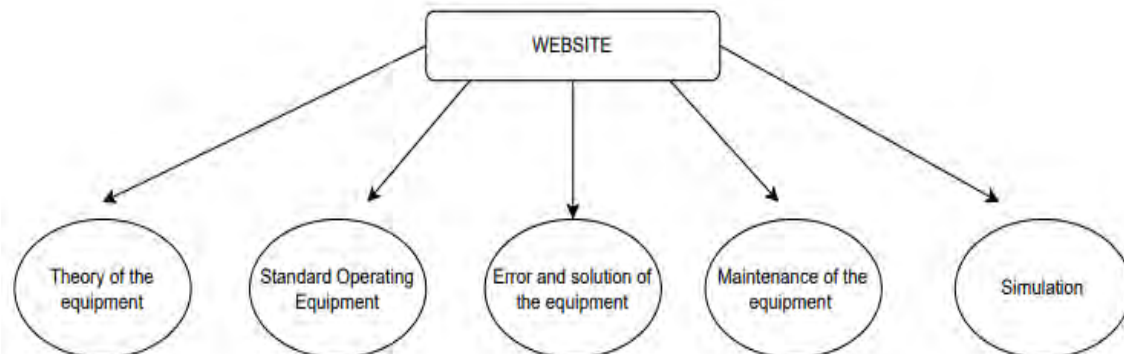 WEBSITE
Theory of the
equipment
Standard Operating
Equipment
Error and solution of
the equipment
Maintenance of the
equipment
Simulation